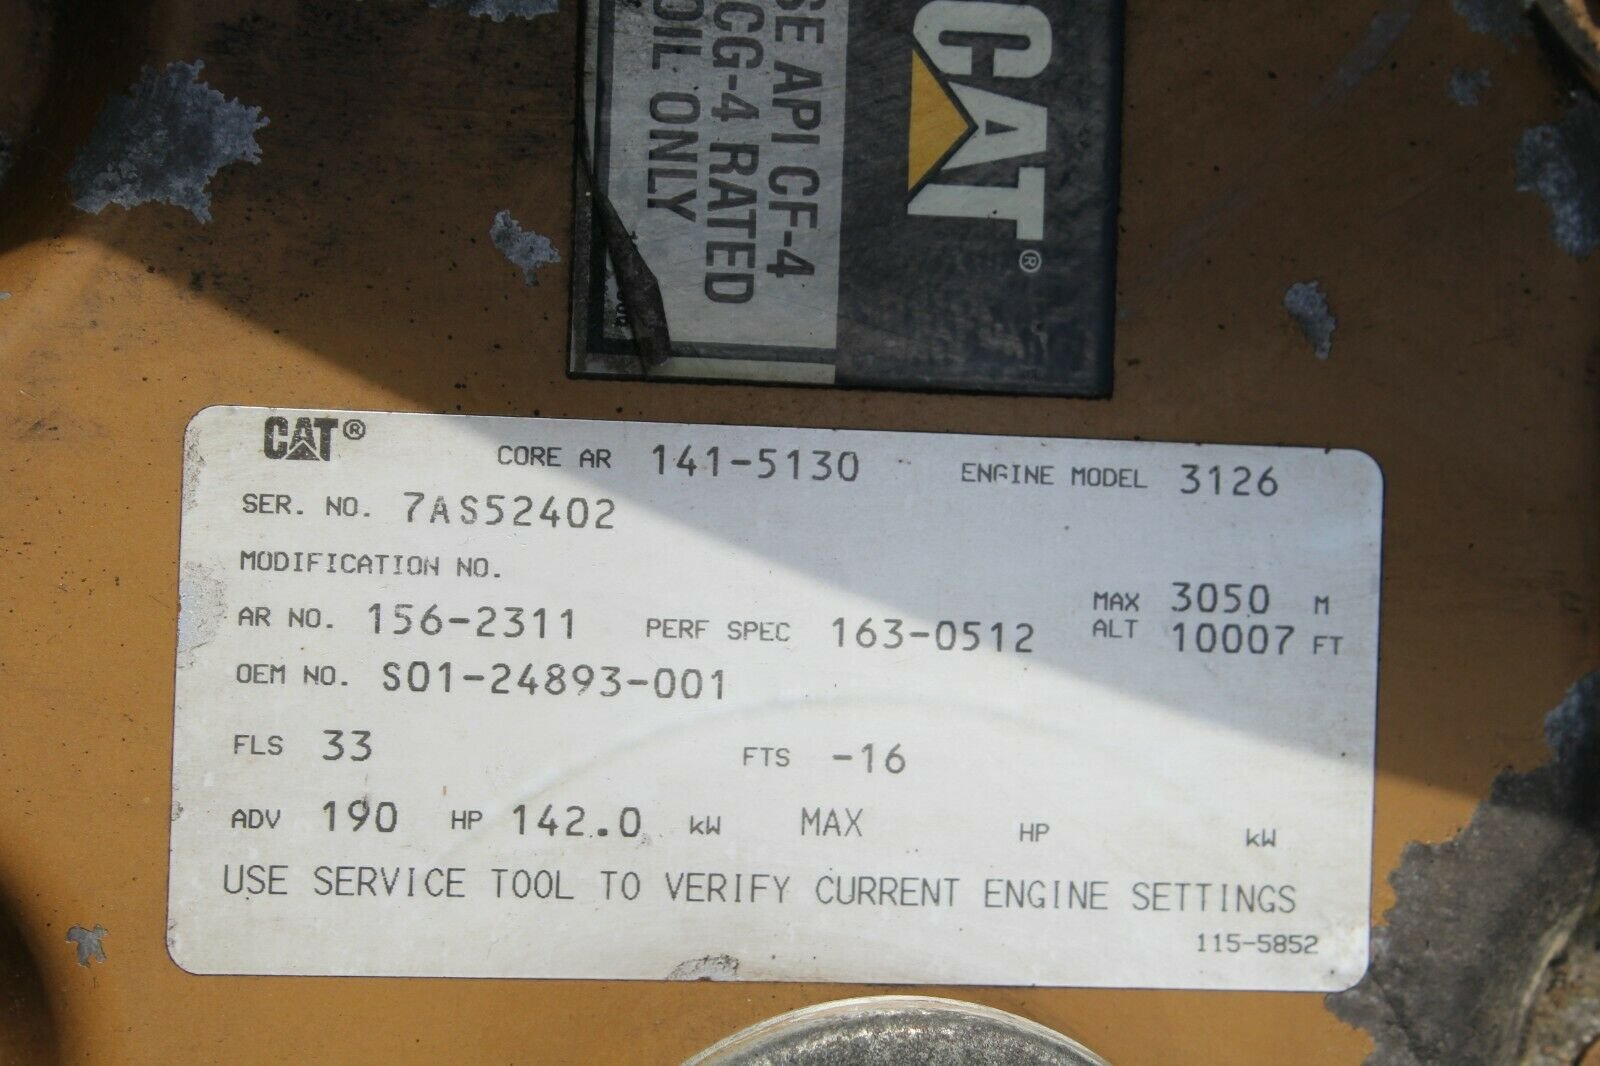 CAT®
USE API CF-4
CG-4 RATED
OIL ONLY
CAT® CORE AR 141-5130 ENGINE MODEL 3126
SER. NO. 7AS52402
MODIFICATION NO.
AR NO. 156-2311 PERF SPEC 163-0512 MAX ALT 3050 M 10007 FT
OEM NO. S01-24893-001
FLS 33 FTS -16
ADV 190 HP 142.0 kW MAX HP kW
USE SERVICE TOOL TO VERIFY CURRENT ENGINE SETTINGS
115-5852